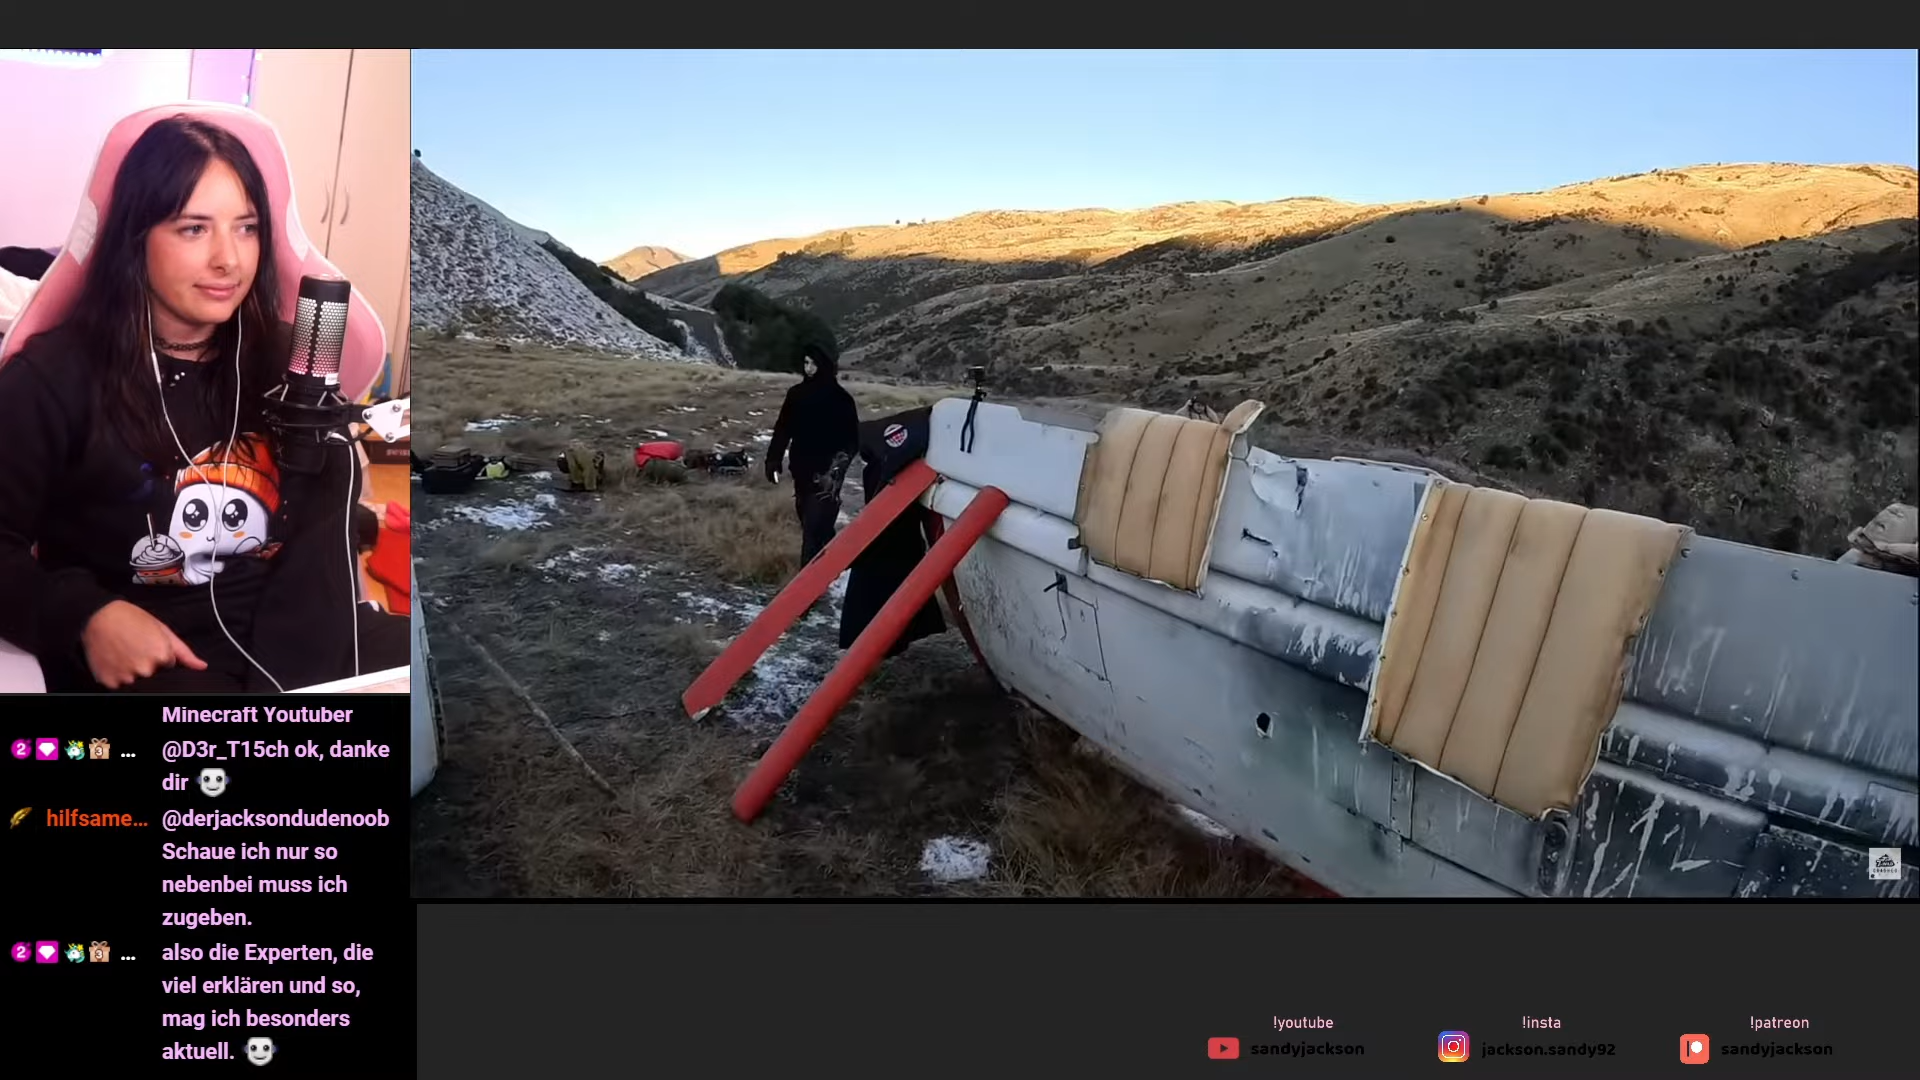 Minecraft Youtuber
@D3r_T15ch ok, danke
dir
hilfsame... @derjacksondudenoob
Schaue ich nur so
nebenbei muss ich
zugeben.
... also die Experten, die
viel erklären und so,
mag ich besonders
aktuell.
!youtube
sandyjackson
!insta
jackson.sandy92
!patreon
sandyjackson